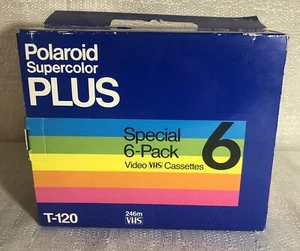 Polaroid
Supercolor
PLUS
Special
6-Pack
6
Video VHS Cassettes
T-120
246m
VHS